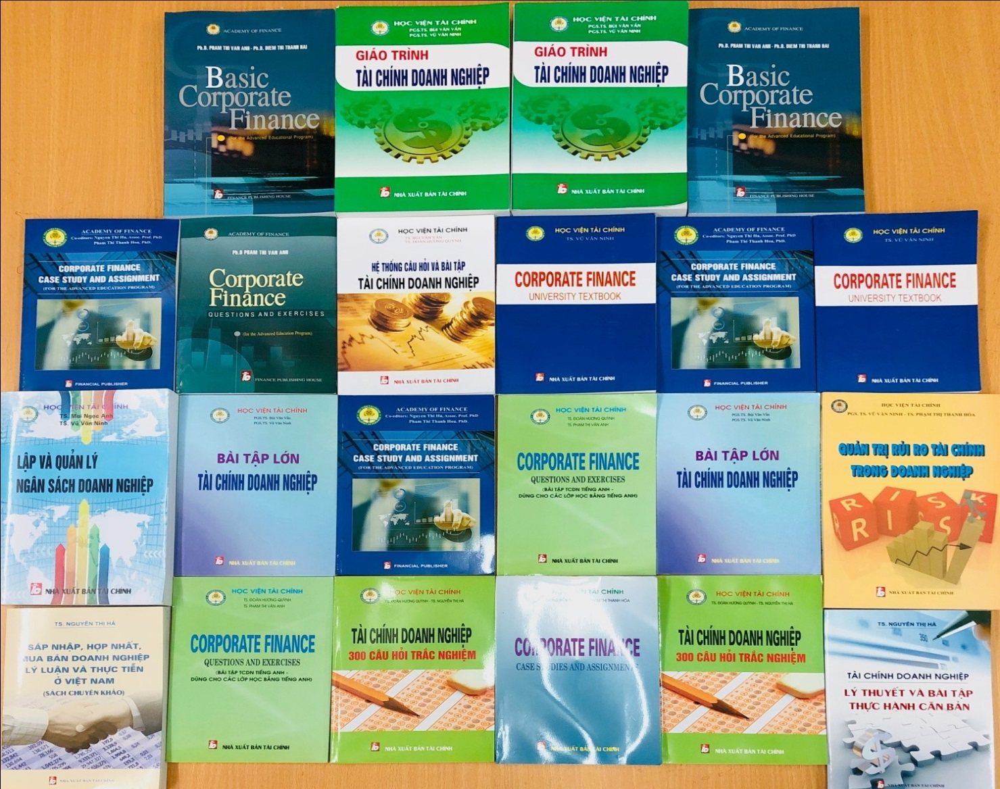 ACADEMY OF FINANCE
Ph.D. PHAM THI VAN ANH - Ph.D. DIEM THI THANH HAI
Basic
Corporate
Finance
(For the Advanced Educational Program)
FINANCE PUBLISHING HOUSE
HỌC VIỆN TÀI CHÍNH
PGS.TS. BÙI VĂN VẦN
PGS.TS. VŨ VĂN NINH
GIÁO TRÌNH
TÀI CHÍNH DOANH NGHIỆP
NHÀ XUẤT BẢN TÀI CHÍNH
HỌC VIỆN TÀI CHÍNH
PGS.TS. BÙI VĂN VẦN
PGS.TS. VŨ VĂN NINH
GIÁO TRÌNH
TÀI CHÍNH DOANH NGHIỆP
NHÀ XUẤT BẢN TÀI CHÍNH
ACADEMY OF FINANCE
Ph.D. PHAM THI VAN ANH - Ph.D. DIEM THI THANH HAI
Basic
Corporate
Finance
(For the Advanced Educational Program)
FINANCE PUBLISHING HOUSE
ACADEMY OF FINANCE
Co-editors: Nguyen Thi Ha, Assoc. Prof. PhD
Pham Thi Thanh Hoa, PhD.
CORPORATE FINANCE
CASE STUDY AND ASSIGNMENT
(FOR THE ADVANCED EDUCATION PROGRAM)
FINANCIAL PUBLISHER
ACADEMY OF FINANCE
Ph.D PHAM THI VAN ANH
Corporate
Finance
QUESTIONS AND EXERCISES
(for the Advanced Education Program)
FINANCE PUBLISHING HOUSE
HỌC VIỆN TÀI CHÍNH
TS. BÙI VĂN VẦN
TS. ĐOÀN HƯƠNG QUỲNH
HỆ THỐNG CÂU HỎI VÀ BÀI TẬP
TÀI CHÍNH DOANH NGHIỆP
NHÀ XUẤT BẢN TÀI CHÍNH
HỌC VIỆN TÀI CHÍNH
TS. VŨ VĂN NINH
CORPORATE FINANCE
UNIVERSITY TEXTBOOK
NHÀ XUẤT BẢN TÀI CHÍNH
ACADEMY OF FINANCE
Co-editors: Nguyen Thi Ha, Assoc. Prof. PhD
Pham Thi Thanh Hoa, PhD.
CORPORATE FINANCE
CASE STUDY AND ASSIGNMENT
(FOR THE ADVANCED EDUCATION PROGRAM)
FINANCIAL PUBLISHER
HỌC VIỆN TÀI CHÍNH
TS. VŨ VĂN NINH
CORPORATE FINANCE
UNIVERSITY TEXTBOOK
NHÀ XUẤT BẢN TÀI CHÍNH
HỌC VIỆN TÀI CHÍNH
TS. Mai Ngọc Anh
TS. Vũ Văn Ninh
LẬP VÀ QUẢN LÝ
NGÂN SÁCH DOANH NGHIỆP
NHÀ XUẤT BẢN TÀI CHÍNH
HỌC VIỆN TÀI CHÍNH
PGS.TS. Bùi Văn Vần
PGS.TS. Vũ Văn Ninh
BÀI TẬP LỚN
TÀI CHÍNH DOANH NGHIỆP
NHÀ XUẤT BẢN TÀI CHÍNH
ACADEMY OF FINANCE
Co-editors: Nguyen Thi Ha, Assoc. Prof. PhD
Pham Thi Thanh Hoa, PhD.
CORPORATE FINANCE
CASE STUDY AND ASSIGNMENT
(FOR THE ADVANCED EDUCATION PROGRAM)
FINANCIAL PUBLISHER
HỌC VIỆN TÀI CHÍNH
TS. ĐOÀN HƯƠNG QUỲNH
TS. PHẠM THỊ VÂN ANH
CORPORATE FINANCE
QUESTIONS AND EXERCISES
(BÀI TẬP TCDN TIẾNG ANH -
DÙNG CHO CÁC LỚP HỌC BẰNG TIẾNG ANH)
NHÀ XUẤT BẢN TÀI CHÍNH
HỌC VIỆN TÀI CHÍNH
PGS.TS. Bùi Văn Vần
PGS.TS. Vũ Văn Ninh
BÀI TẬP LỚN
TÀI CHÍNH DOANH NGHIỆP
NHÀ XUẤT BẢN TÀI CHÍNH
HỌC VIỆN TÀI CHÍNH
PGS. TS. VŨ VĂN NINH - TS. PHẠM THỊ THANH HÒA
QUẢN TRỊ RỦI RO TÀI CHÍNH
TRONG DOANH NGHIỆP
RISK
RIS
NHÀ XUẤT BẢN TÀI CHÍNH
TS. NGUYỄN THỊ HÀ
SÁP NHẬP, HỢP NHẤT,
MUA BÁN DOANH NGHIỆP
LÝ LUẬN VÀ THỰC TIỄN
Ở VIỆT NAM
(SÁCH CHUYÊN KHẢO)
NHÀ XUẤT BẢN TÀI CHÍNH
HỌC VIỆN TÀI CHÍNH
TS. ĐOÀN HƯƠNG QUỲNH
TS. PHẠM THỊ VÂN ANH
CORPORATE FINANCE
QUESTIONS AND EXERCISES
(BÀI TẬP TCDN TIẾNG ANH -
DÙNG CHO CÁC LỚP HỌC BẰNG TIẾNG ANH)
NHÀ XUẤT BẢN TÀI CHÍNH
HỌC VIỆN TÀI CHÍNH
TS. ĐOÀN HƯƠNG QUỲNH - TS. NGUYỄN THỊ HÀ
TÀI CHÍNH DOANH NGHIỆP
300 CÂU HỎI TRẮC NGHIỆM
NHÀ XUẤT BẢN TÀI CHÍNH
HỌC VIỆN TÀI CHÍNH
THỊ THANH HÒA
CORPORATE FINANCE
CASE STUDIES AND ASSIGNMENTS
NHÀ XUẤT BẢN TÀI CHÍNH
HỌC VIỆN TÀI CHÍNH
TS. ĐOÀN HƯƠNG QUỲNH - TS. NGUYỄN THỊ HÀ
TÀI CHÍNH DOANH NGHIỆP
300 CÂU HỎI TRẮC NGHIỆM
NHÀ XUẤT BẢN TÀI CHÍNH
TS. NGUYỄN THỊ HÀ
350
TÀI CHÍNH DOANH NGHIỆP
LÝ THUYẾT VÀ BÀI TẬP
THỰC HÀNH CĂN BẢN
NHÀ XUẤT BẢN TÀI CHÍNH